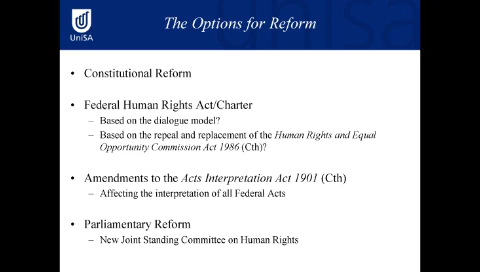 The Options for Reform
UniSA
• Constitutional Reform
• Federal Human Rights Act/Charter
– Based on the dialogue model?
– Based on the repeal and replacement of the Human Rights and Equal
Opportunity Commission Act 1986 (Cth)?
• Amendments to the Acts Interpretation Act 1901 (Cth)
– Affecting the interpretation of all Federal Acts
• Parliamentary Reform
– New Joint Standing Committee on Human Rights